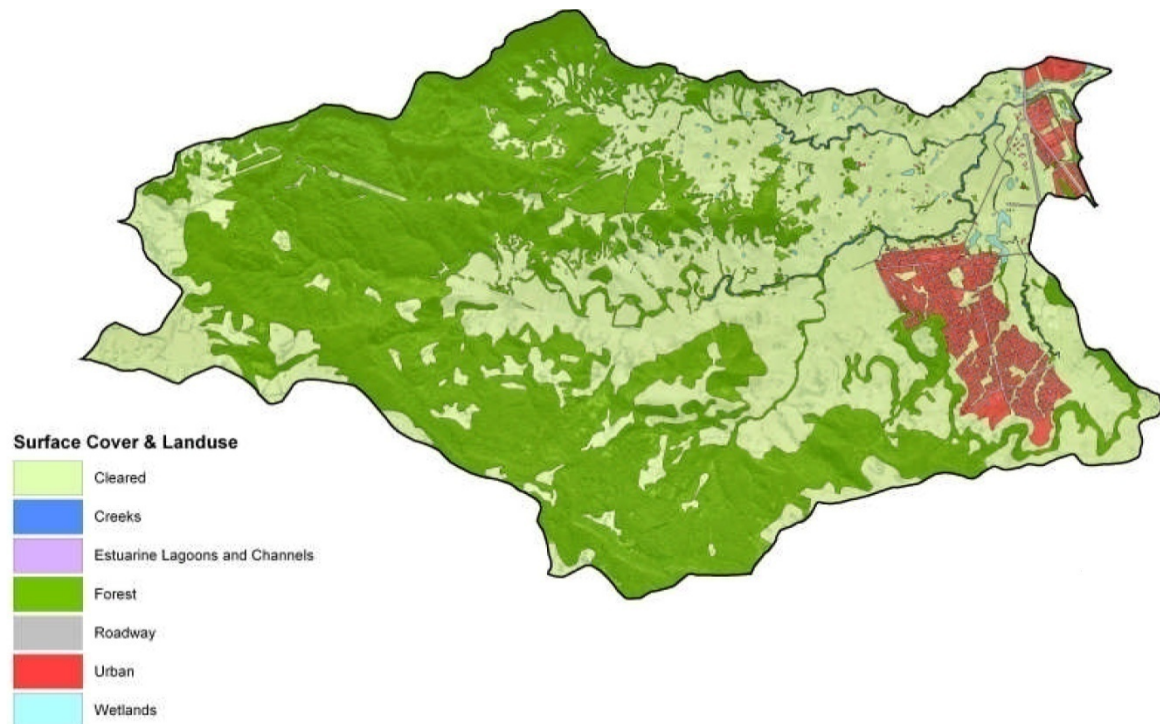 Surface Cover & Landuse
Cleared
Creeks
Estuarine Lagoons and Channels
Forest
Roadway
Urban
Wetlands